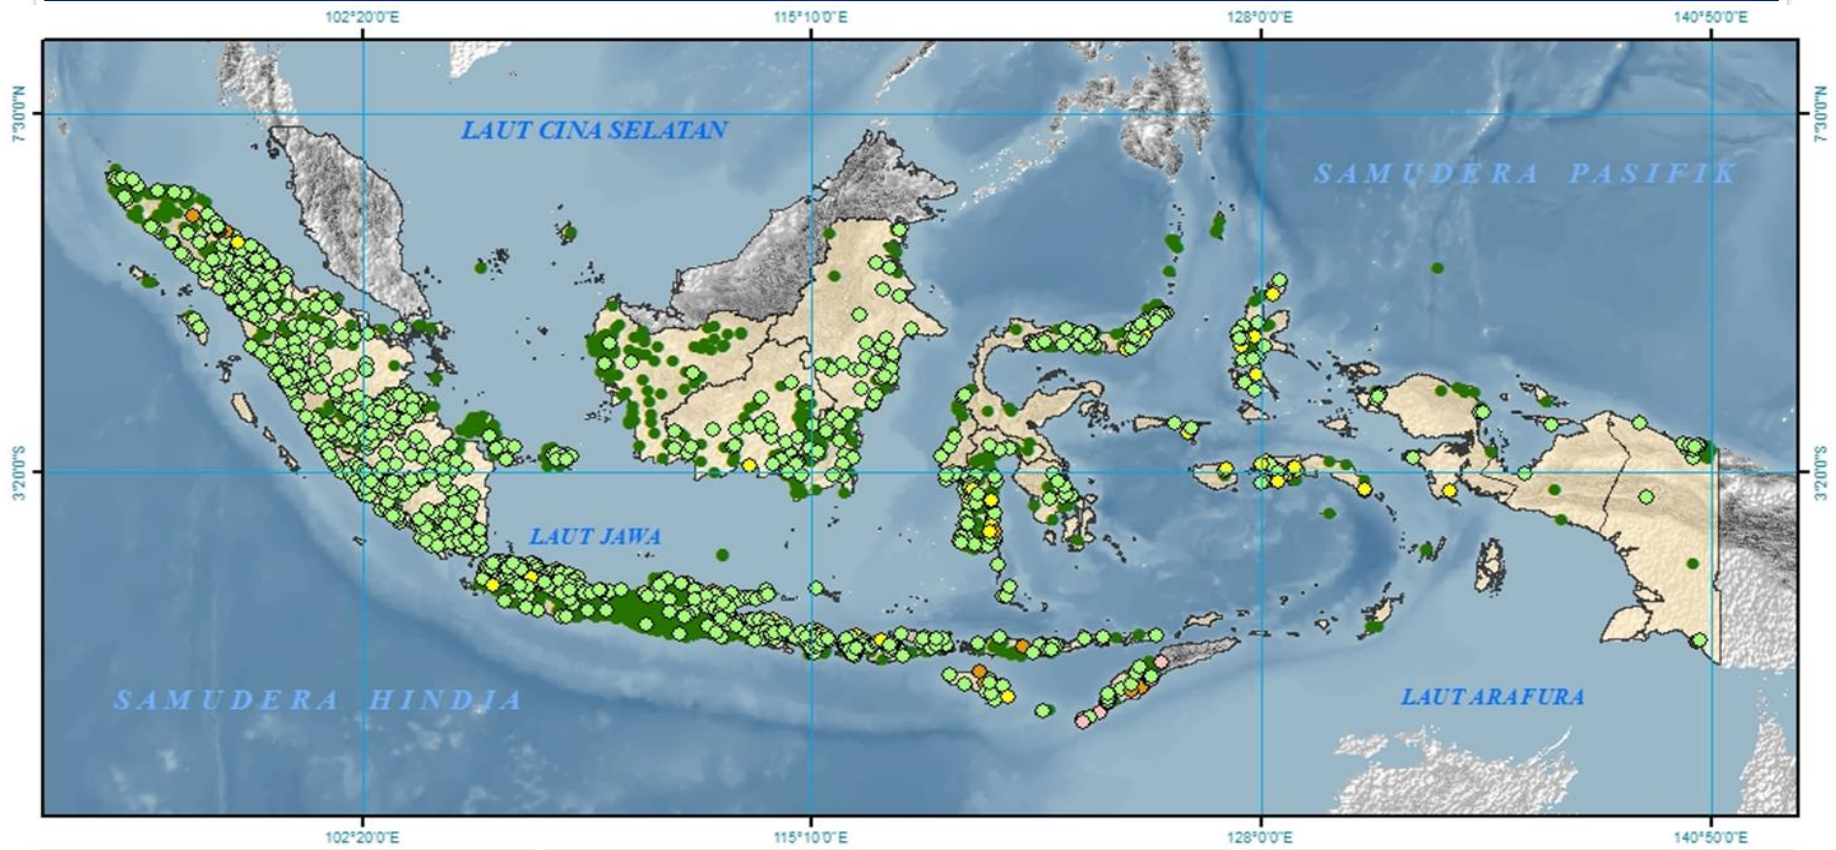 102°20'0"E 115°10'0"E 128°0'0"E 140°50'0"E
7°30'0"N
7°30'0"N
LAUT CINA SELATAN
SAMUDERA PASIFIK
3°20'0"S
3°20'0"S
LAUT JAWA
SAMUDERA HINDIA
LAUT ARAFURA
102°20'0"E 115°10'0"E 128°0'0"E 140°50'0"E